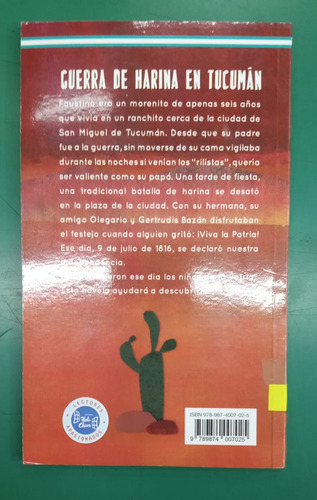 GUERRA DE HARINA EN TUCUMÁN
Faustino era un morenito de apenas seis años
que vivía en un ranchito cerca de la ciudad de
San Miguel de Tucumán. Desde que su padre
fue a la guerra, sin moverse de su cama vigilaba
durante las noches si venían los "rilistas", quería
ser valiente como su papá. Una tarde de fiesta,
una tradicional batalla de harina se desató
en la plaza de la ciudad. Con su hermana, su
amigo Olegario y Gertrudis Bazán disfrutaban
el festejo cuando alguien gritó: ¡Viva la Patria!
Ese día, 9 de julio de 1816, se declaró nuestra
ese día los niños Patria?
novela ayudará a
LECTORES
APASIONADOS
ISBN 978-987-4007-02-5
9 789874 007025